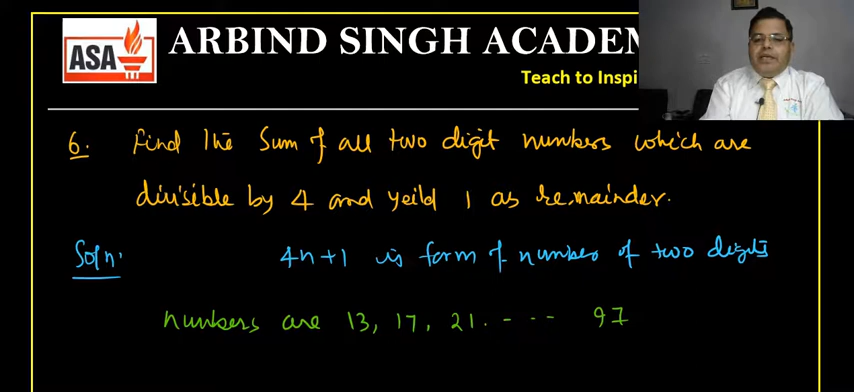 ASA
ARBIND SINGH ACADEM
Teach to Inspi
6. Find the Sum of all two digit numbers which are
divisible by 4 and yeild 1 as remainder.
Soln. 4n+1 is form of number of two digits
numbers are 13, 17, 21. - - - - 97